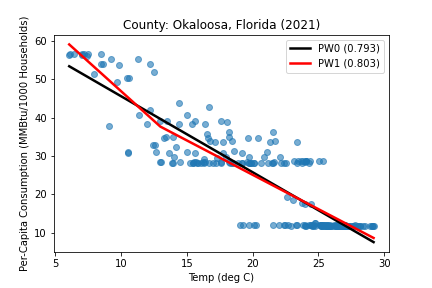 County: Okaloosa, Florida (2021)
Per-Capita Consumption (MMBtu/1000 Households)
60
50
40
30
20
10
PW0 (0.793)
PW1 (0.803)
5 10 15 20 25 30
Temp (deg C)